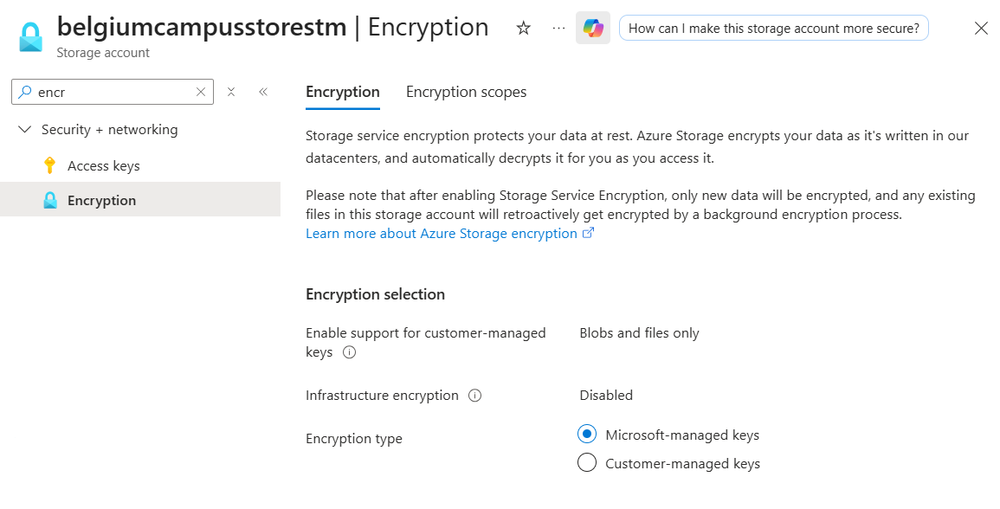 belgiumcampusstorestm | Encryption
How can I make this storage account more secure?
Storage account
encr
Security + networking
Access keys
Encryption
Encryption
Encryption scopes
Storage service encryption protects your data at rest. Azure Storage encrypts your data as it's written in our
datacenters, and automatically decrypts it for you as you access it.
Please note that after enabling Storage Service Encryption, only new data will be encrypted, and any existing
files in this storage account will retroactively get encrypted by a background encryption process.
Learn more about Azure Storage encryption
Encryption selection
Enable support for customer-managed
keys
Blobs and files only
Infrastructure encryption
Disabled
Encryption type
Microsoft-managed keys
Customer-managed keys